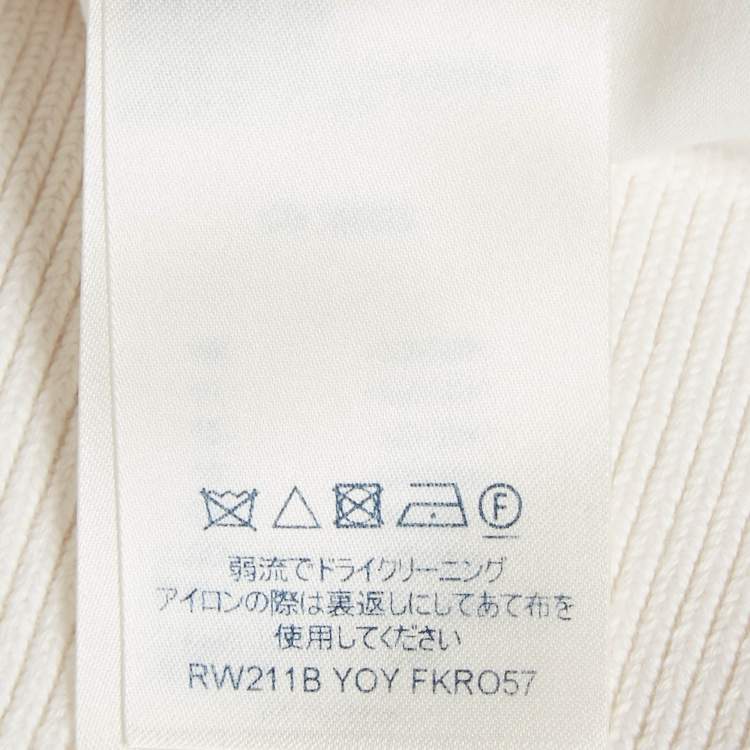 F
弱流でドライクリーニング
アイロンの際は裏返しにしてあて布を
使用してください
RW211B YOY FKRO57